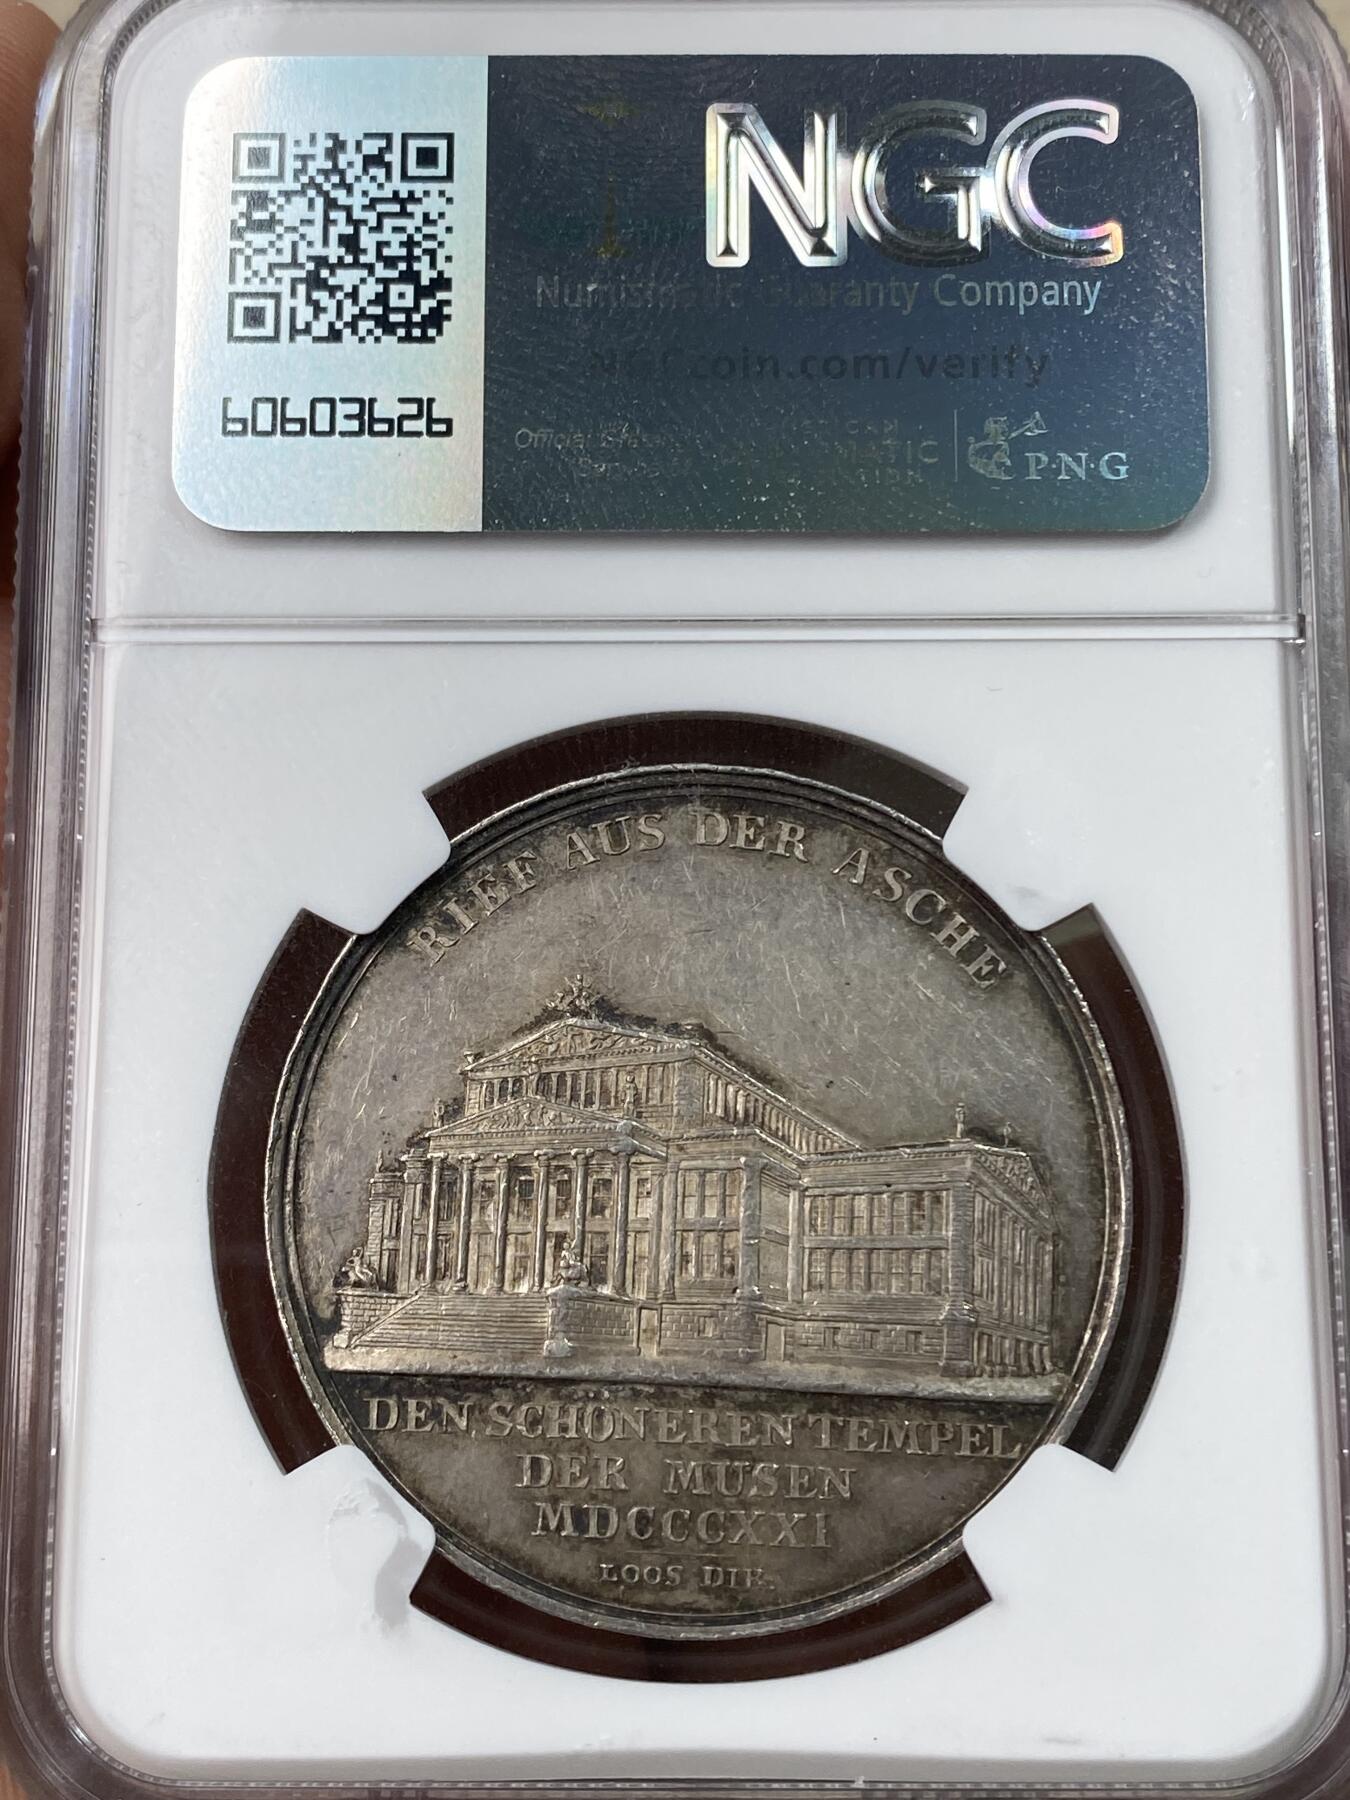 NGC
Numismatic Guaranty Company
NGCcoin.com/verify
60603626
Official
P·N·G
RIEF AUS DER ASCHE
DEN SCHÖNEREN TEMPEL
DER MUSEN
MDCCCXXI
LOOS DIR.